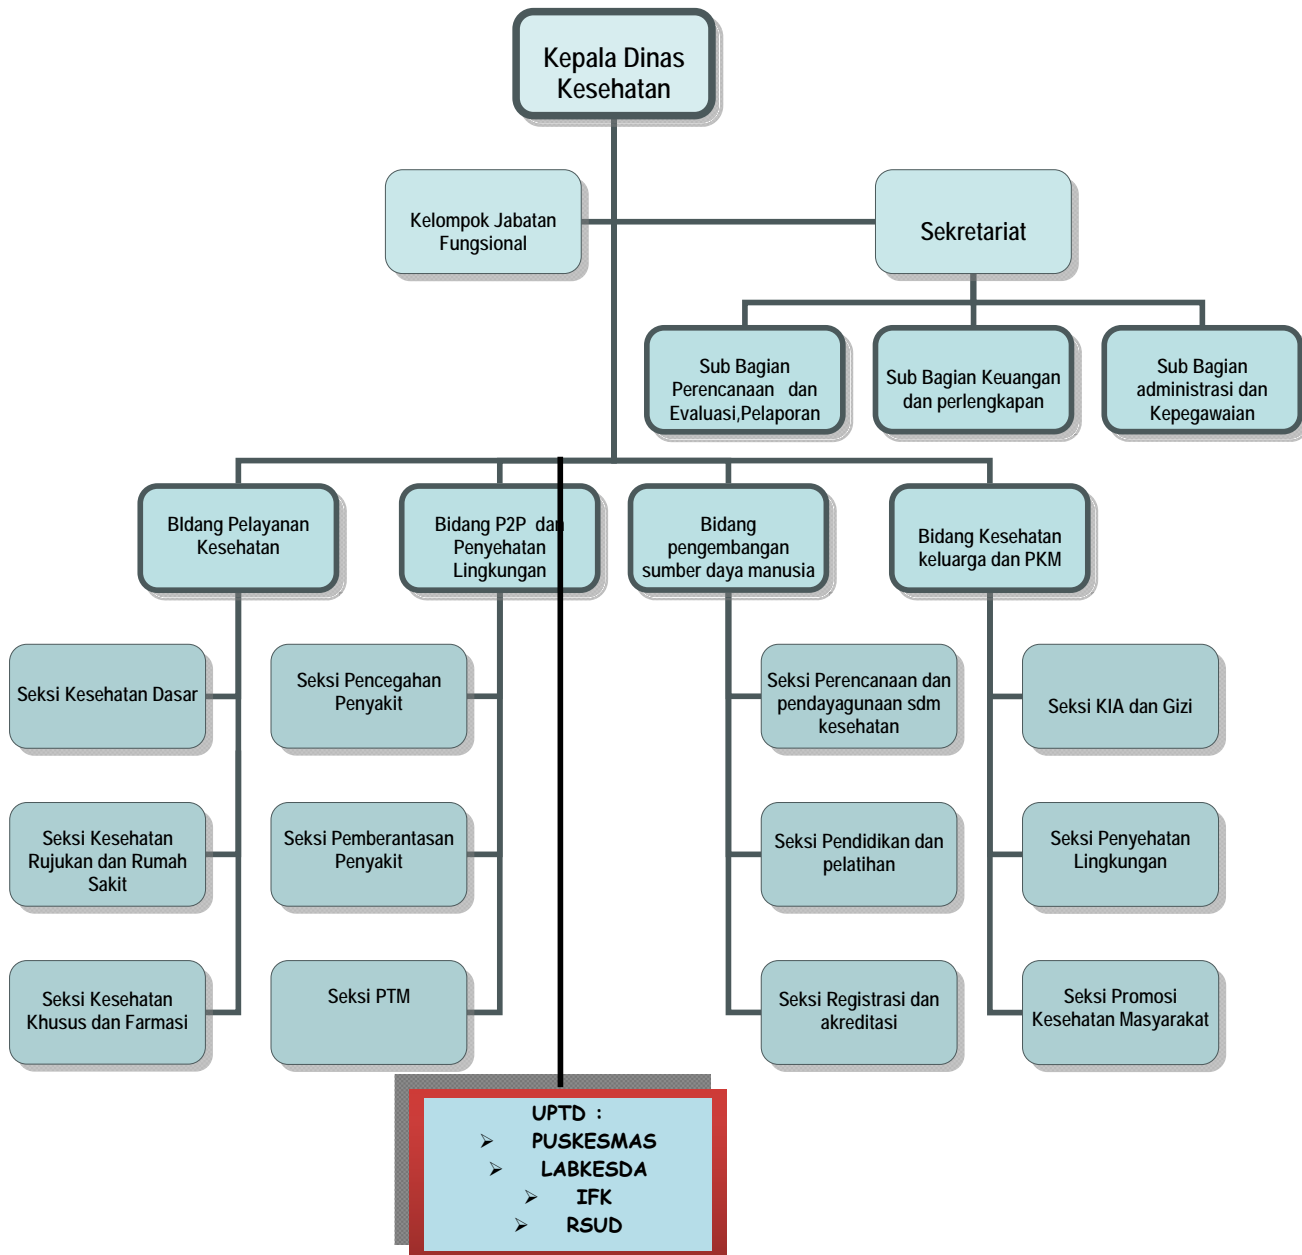 Kepala Dinas
Kesehatan
Kelompok Jabatan
Fungsional
Sekretariat
Sub Bagian
Perencanaan dan
Evaluasi,Pelaporan
Sub Bagian Keuangan
dan perlengkapan
Sub Bagian
administrasi dan
Kepegawaian
BIdang Pelayanan
Kesehatan
Bidang P2P dan
Penyehatan
Lingkungan
Bidang
pengembangan
sumber daya manusia
Bidang Kesehatan
keluarga dan PKM
Seksi Kesehatan Dasar
Seksi Pencegahan
Penyakit
Seksi Perencanaan dan
pendayagunaan sdm
kesehatan
Seksi KIA dan Gizi
Seksi Kesehatan
Rujukan dan Rumah
Sakit
Seksi Pemberantasan
Penyakit
Seksi Pendidikan dan
pelatihan
Seksi Penyehatan
Lingkungan
Seksi Kesehatan
Khusus dan Farmasi
Seksi PTM
Seksi Registrasi dan
akreditasi
Seksi Promosi
Kesehatan Masyarakat
UPTD :
➢ PUSKESMAS
➢ LABKESDA
➢ IFK
➢ RSUD